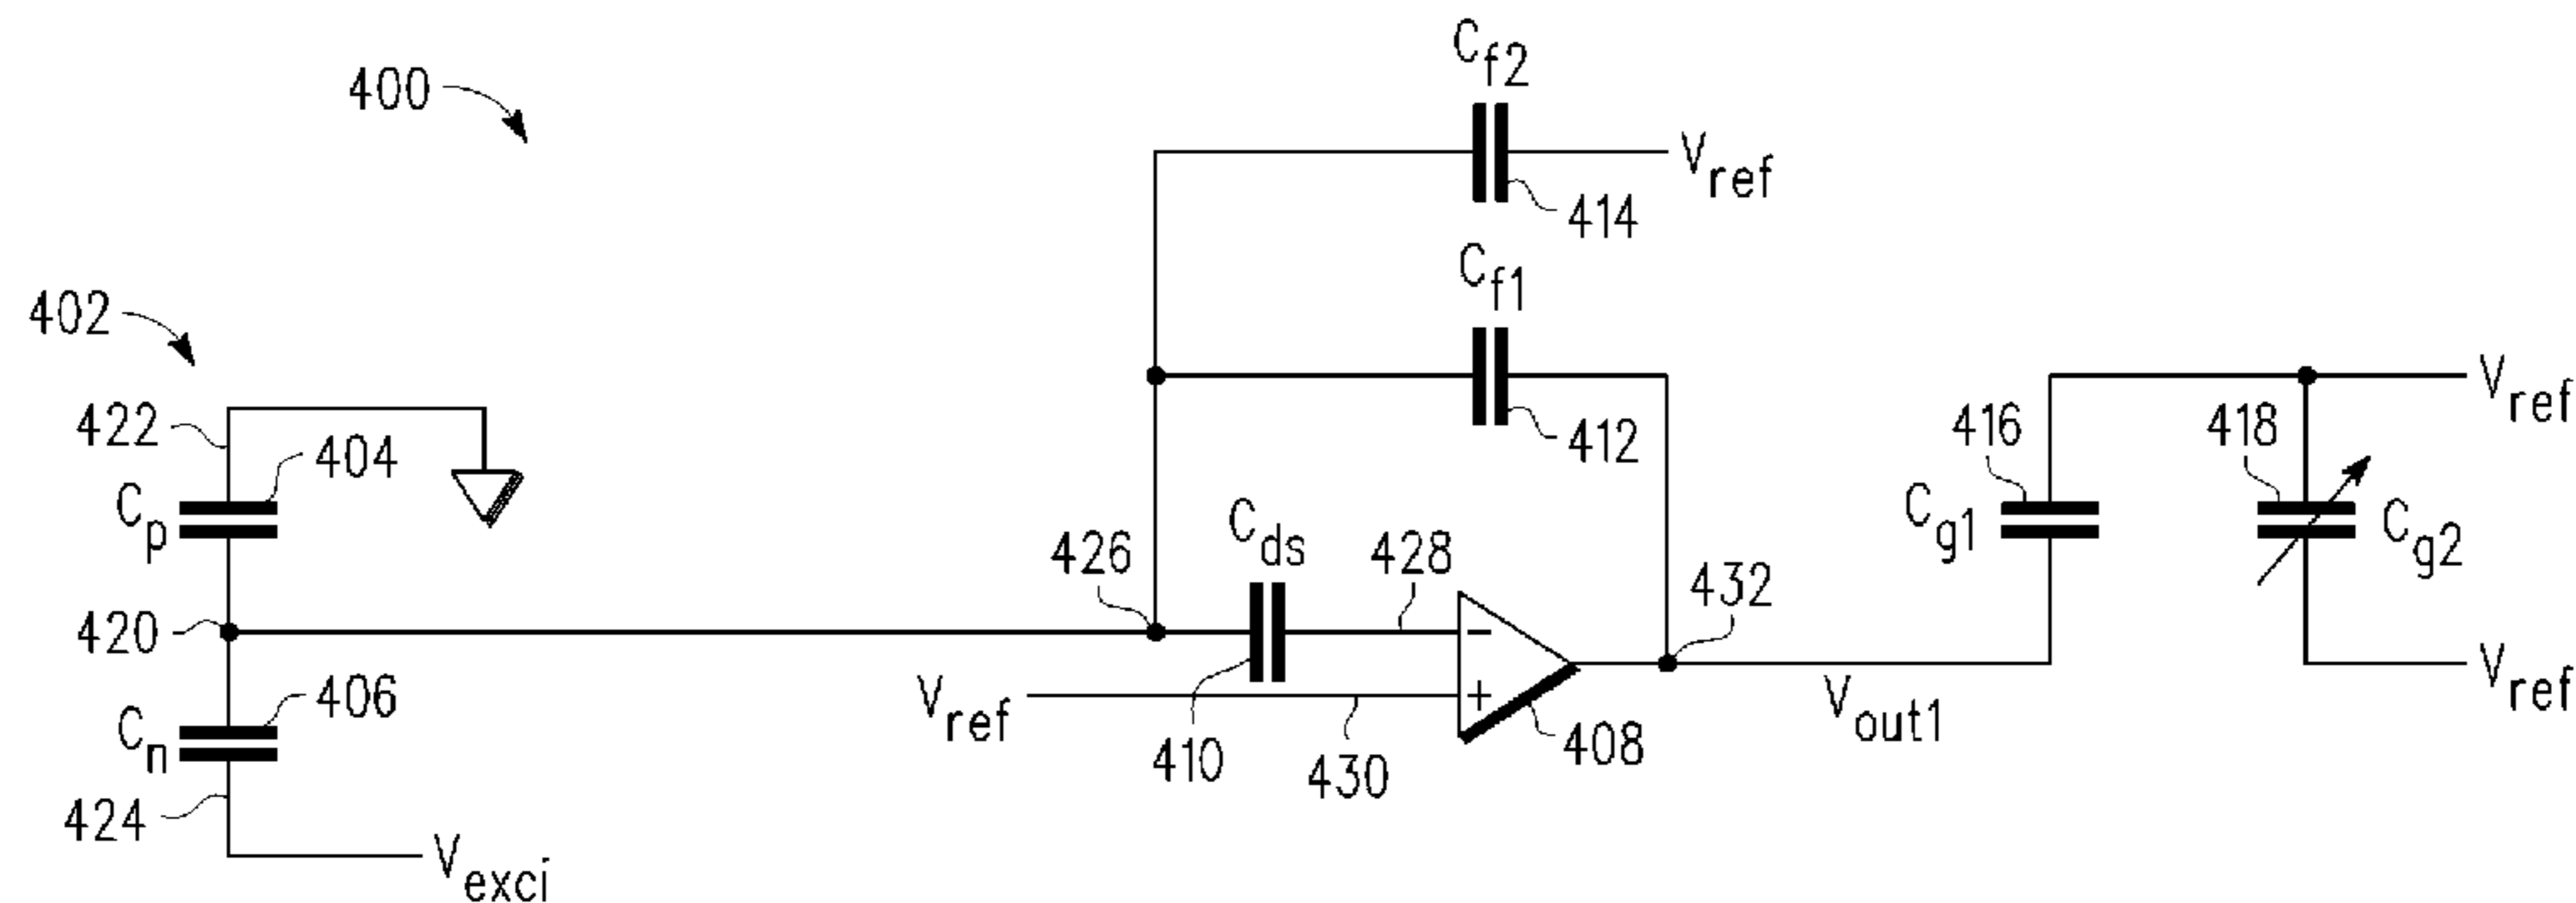 C_f2
400
V_ref
414
C_f1
402
V_ref
422
404
412
416
418
C_p
C_ds
C_g1
C_g2
426
428
432
420
406
V_ref
V_out1
V_ref
C_n
410
430
408
424
V_exci